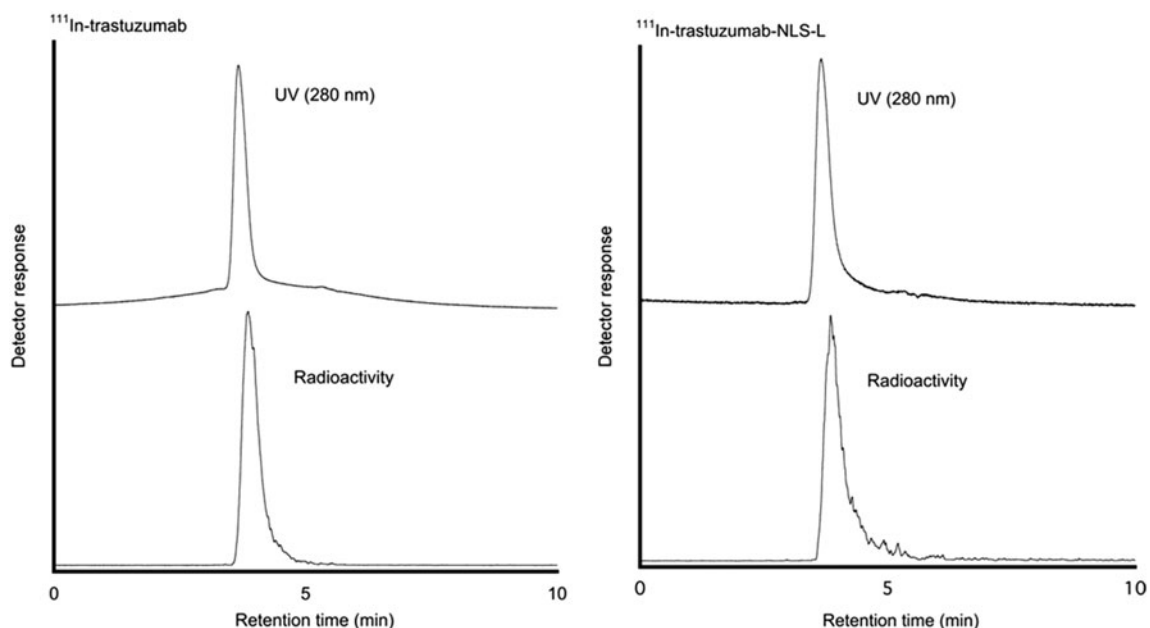 ¹¹¹In-trastuzumab
UV (280 nm)
Radioactivity
Detector response
0
5
10
Retention time (min)
¹¹¹In-trastuzumab-NLS-L
UV (280 nm)
Radioactivity
Detector response
0
5
10
Retention time (min)